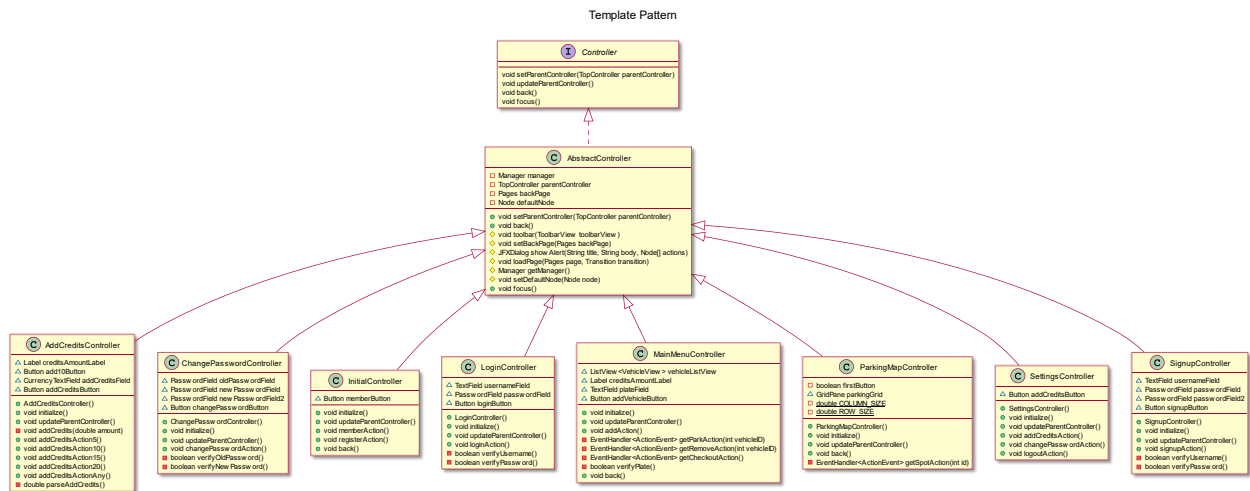 Template Pattern
I Controller
void setParentController(TopController parentController)
void updateParentController()
void back()
void focus()
C AbstractController
Manager manager
TopController parentController
Pages backPage
Node defaultNode
void setParentController(TopController parentController)
void back()
void toolbar(ToolbarView toolbarView)
void setBackPage(Pages backPage)
JFXDialog showAlert(String title, String body, Node[] actions)
void loadPage(Pages page, Transition transition)
Manager getManager()
void setDefaultNode(Node node)
void focus()
C AddCreditsController
Label creditsAmountLabel
Button add10Button
CurrencyTextField addCreditsField
Button addCreditsButton
AddCreditsController()
void initialize()
void updateParentController()
void addCredits(double amount)
void addCreditsAction5()
void addCreditsAction10()
void addCreditsAction15()
void addCreditsAction20()
void addCreditsActionAny()
double parseAddCredits()
C ChangePasswordController
PasswordField oldPasswordField
PasswordField newPasswordField
PasswordField newPasswordField2
Button changePasswordButton
ChangePasswordController()
void initialize()
void updateParentController()
void changePasswordAction()
boolean verifyOldPassword()
boolean verifyNewPassword()
C InitialController
Button memberButton
void initialize()
void updateParentController()
void memberAction()
void registerAction()
void back()
C LoginController
TextField usernameField
PasswordField passwordField
Button loginButton
LoginController()
void initialize()
void updateParentController()
void loginAction()
boolean verifyUsername()
boolean verifyPassword()
C MainMenuController
ListView<VehicleView> vehicleListView
Label creditsAmountLabel
TextField plateField
Button addVehicleButton
void initialize()
void updateParentController()
void addAction()
EventHandler<ActionEvent> getParkAction(int vehicleID)
EventHandler<ActionEvent> getRemoveAction(int vehicleID)
EventHandler<ActionEvent> getCheckoutAction()
boolean verifyPlate()
void back()
C ParkingMapController
boolean firstButton
GridPane parkingGrid
double COLUMN_SIZE
double ROW_SIZE
ParkingMapController()
void initialize()
void updateParentController()
void back()
EventHandler<ActionEvent> getSpotAction(int id)
C SettingsController
Button addCreditsButton
SettingsController()
void initialize()
void updateParentController()
void addCreditsAction()
void changePasswordAction()
void logoutAction()
C SignupController
TextField usernameField
PasswordField passwordField
PasswordField passwordField2
Button signupButton
SignupController()
void initialize()
void updateParentController()
void signupAction()
boolean verifyUsername()
boolean verifyPassword()